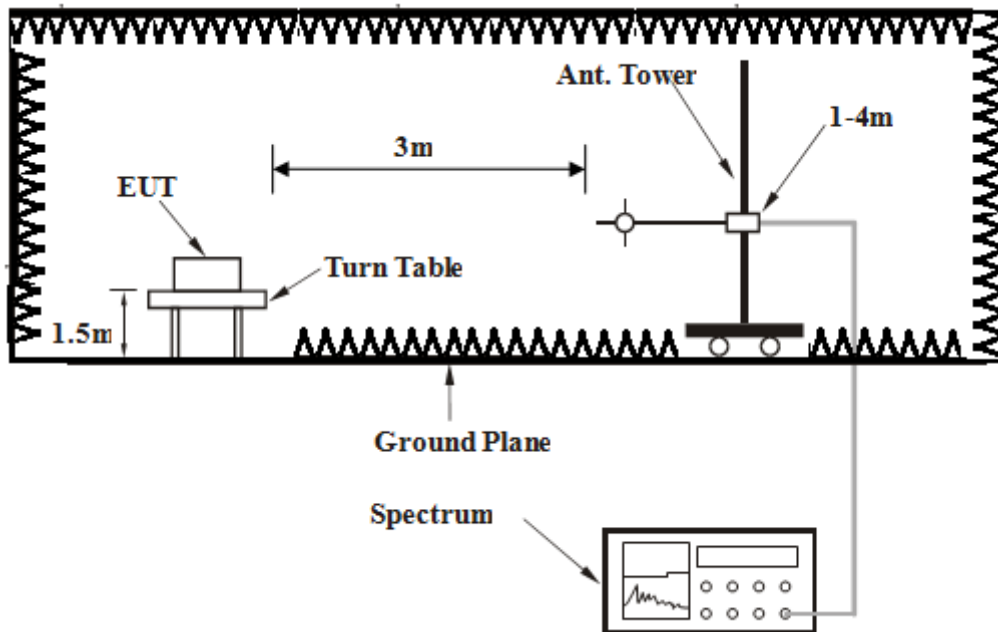 Ant. Tower
1-4m
3m
EUT
Turn Table
1.5m
Ground Plane
Spectrum